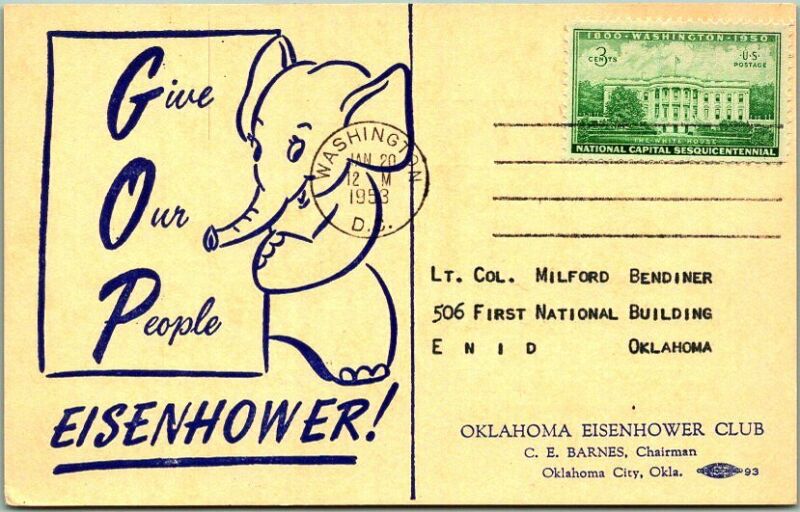 Give
Our
People
EISENHOWER!
WASHINGTON
JAN 20
12 M
1953
D.C.
1800-WASHINGTON-1950
3 CENTS
U.S. POSTAGE
THE WHITE HOUSE
NATIONAL CAPITAL SESQUICENTENNIAL
LT. COL. MILFORD BENDINER
506 FIRST NATIONAL BUILDING
ENID OKLAHOMA
OKLAHOMA EISENHOWER CLUB
C. E. BARNES, Chairman
Oklahoma City, Okla. 93